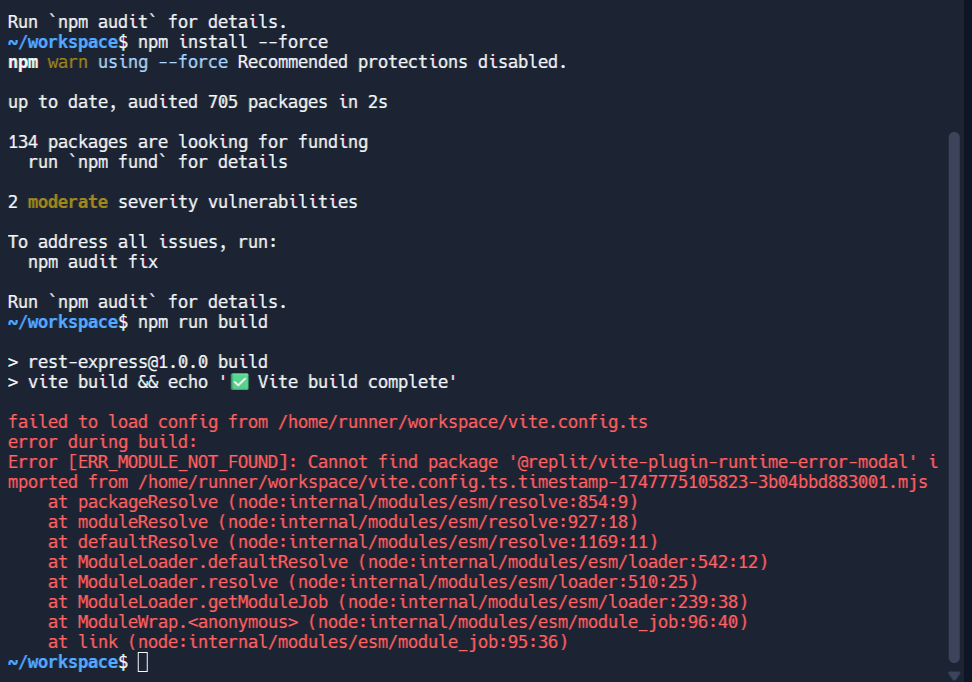 Run `npm audit` for details.
~/workspace$ npm install --force
npm warn using --force Recommended protections disabled.
up to date, audited 705 packages in 2s
134 packages are looking for funding
  run `npm fund` for details
2 moderate severity vulnerabilities
To address all issues, run:
  npm audit fix
Run `npm audit` for details.
~/workspace$ npm run build
> rest-express@1.0.0 build
> vite build && echo '✅ Vite build complete'
failed to load config from /home/runner/workspace/vite.config.ts
error during build:
Error [ERR_MODULE_NOT_FOUND]: Cannot find package '@replit/vite-plugin-runtime-error-modal' i
mported from /home/runner/workspace/vite.config.ts.timestamp-1747775105823-3b04bbd883001.mjs
    at packageResolve (node:internal/modules/esm/resolve:854:9)
    at moduleResolve (node:internal/modules/esm/resolve:927:18)
    at defaultResolve (node:internal/modules/esm/resolve:1169:11)
    at ModuleLoader.defaultResolve (node:internal/modules/esm/loader:542:12)
    at ModuleLoader.resolve (node:internal/modules/esm/loader:510:25)
    at ModuleLoader.getModuleJob (node:internal/modules/esm/loader:239:38)
    at ModuleWrap.<anonymous> (node:internal/modules/esm/module_job:96:40)
    at link (node:internal/modules/esm/module_job:95:36)
~/workspace$